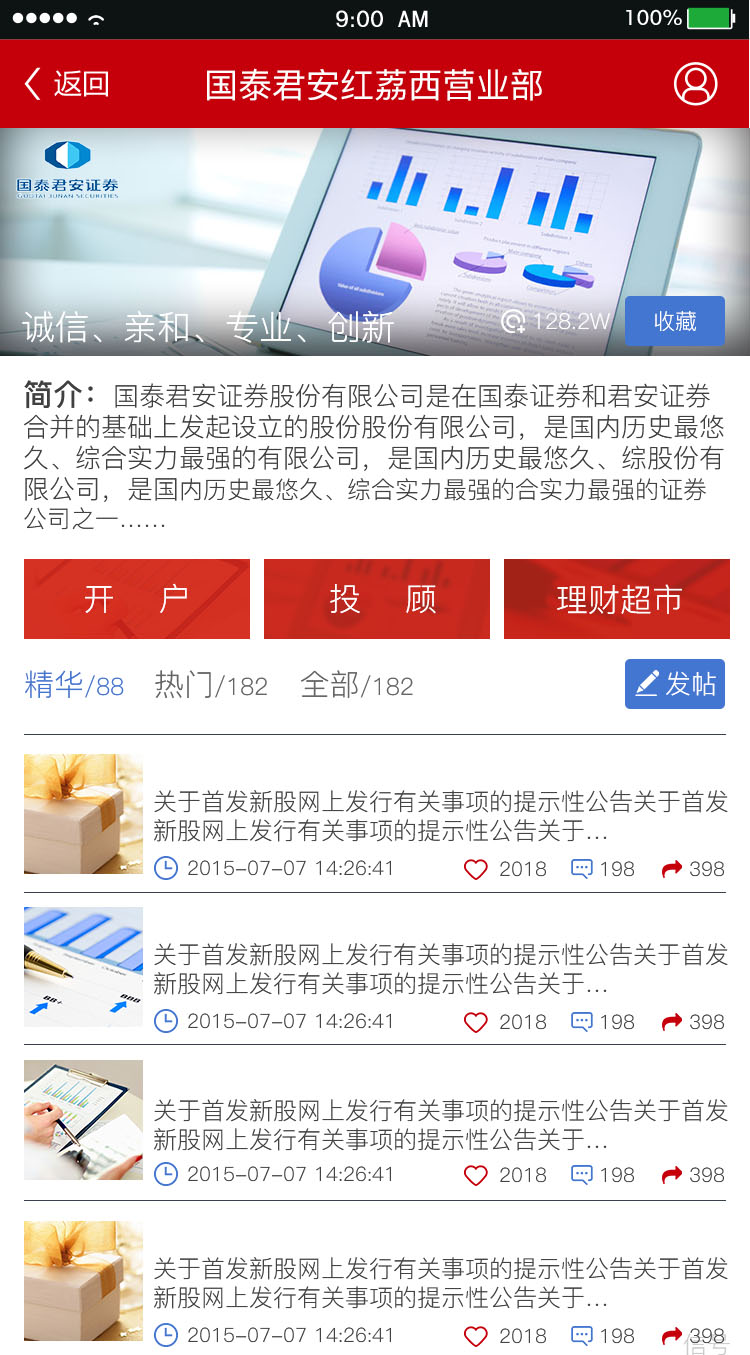 9:00 AM 100%
返回 国泰君安红荔西营业部
国泰君安证券
GUOTAI JUNAN SECURITIES
诚信、亲和、专业、创新 128.2W 收藏
简介：国泰君安证券股份有限公司是在国泰证券和君安证券
合并的基础上发起设立的股份股份有限公司，是国内历史最悠
久、综合实力最强的有限公司，是国内历史最悠久、综股份有
限公司，是国内历史最悠久、综合实力最强的合实力最强的证券
公司之一……
开 户 投 顾 理财超市
精华/88 热门/182 全部/182 发帖
关于首发新股网上发行有关事项的提示性公告关于首发
新股网上发行有关事项的提示性公告关于...
2015-07-07 14:26:41 2018 198 398
关于首发新股网上发行有关事项的提示性公告关于首发
新股网上发行有关事项的提示性公告关于...
2015-07-07 14:26:41 2018 198 398
关于首发新股网上发行有关事项的提示性公告关于首发
新股网上发行有关事项的提示性公告关于...
2015-07-07 14:26:41 2018 198 398
关于首发新股网上发行有关事项的提示性公告关于首发
新股网上发行有关事项的提示性公告关于...
2015-07-07 14:26:41 2018 198 398